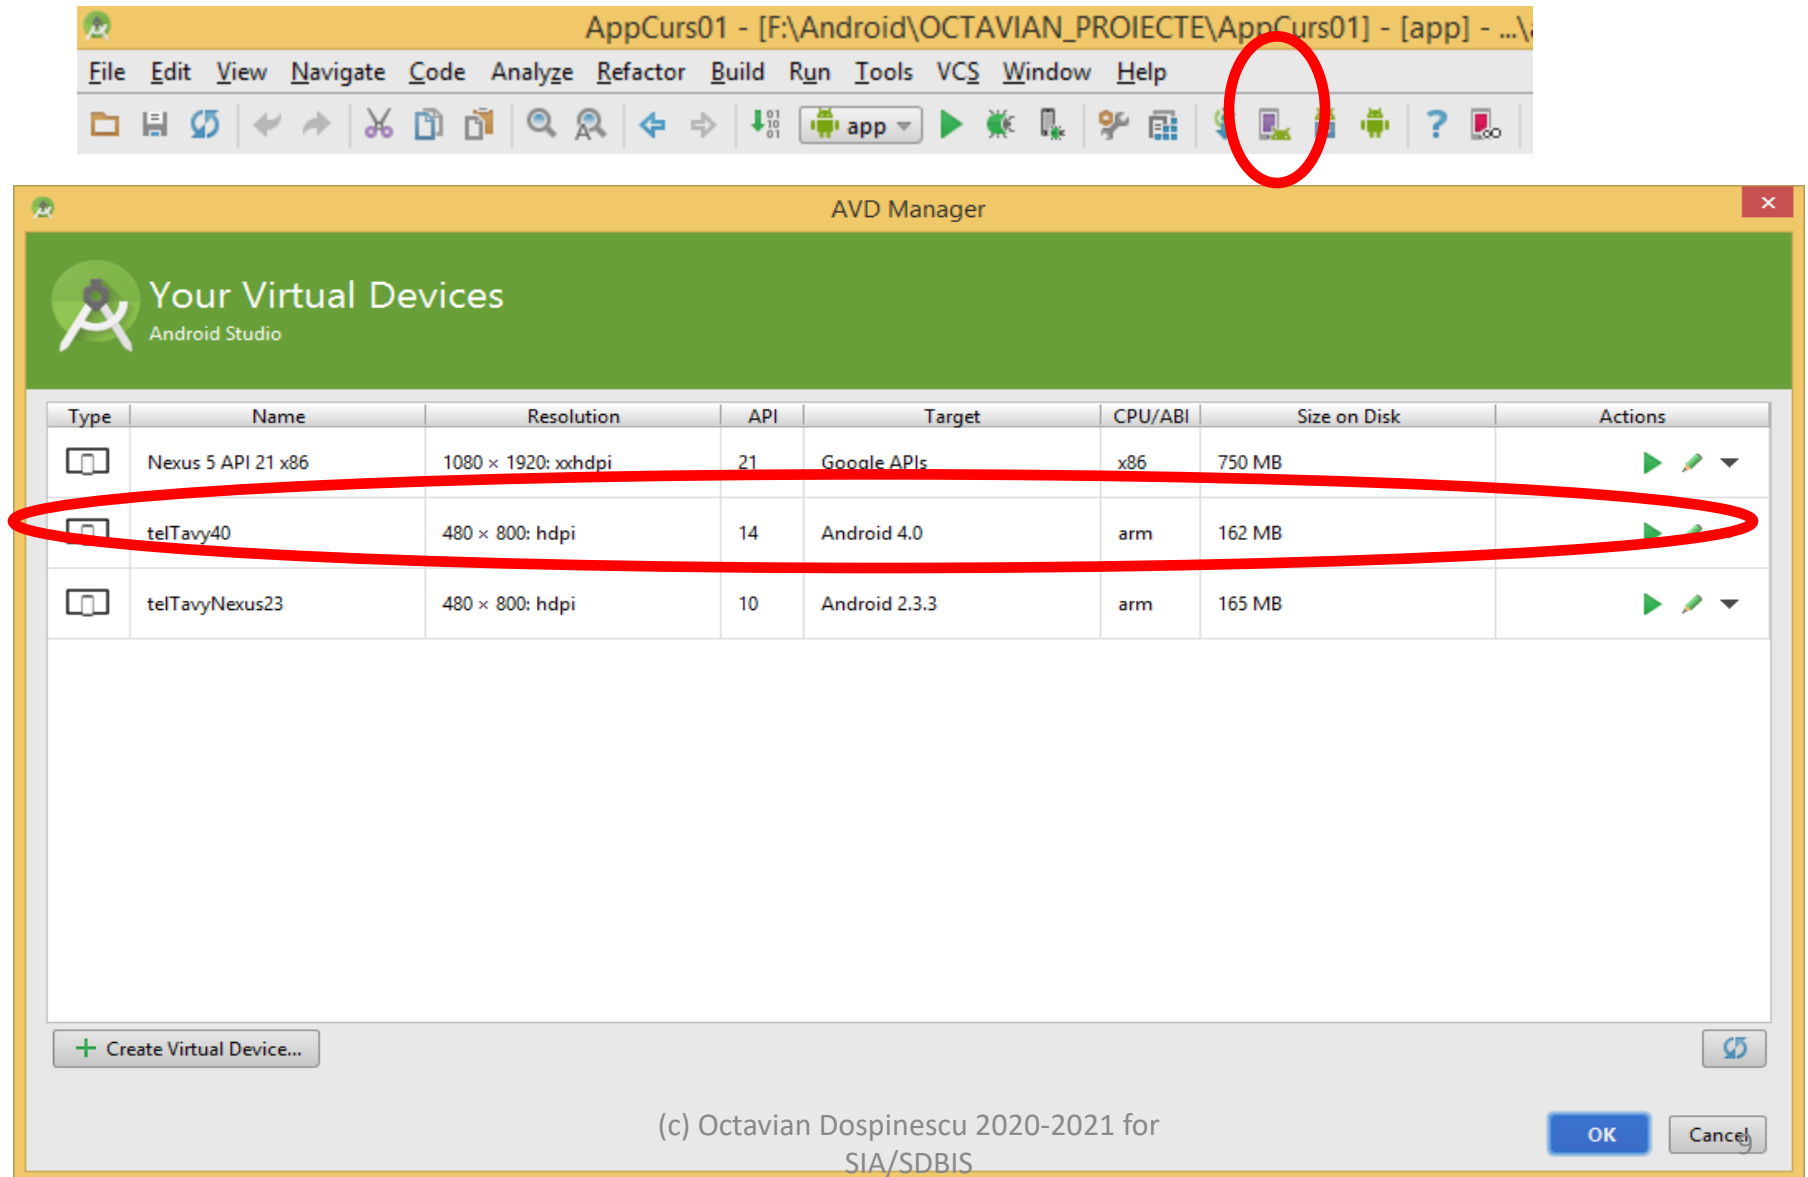 AppCurs01 - [F:\Android\OCTAVIAN_PROIECTE\AppCurs01] - [app] - ...\
File Edit View Navigate Code Analyze Refactor Build Run Tools VCS Window Help
app
AVD Manager
Your Virtual Devices
Android Studio
Type Name Resolution API Target CPU/ABI Size on Disk Actions
Nexus 5 API 21 x86 1080 × 1920: xxhdpi 21 Google APIs x86 750 MB
telTavy40 480 × 800: hdpi 14 Android 4.0 arm 162 MB
telTavyNexus23 480 × 800: hdpi 10 Android 2.3.3 arm 165 MB
Create Virtual Device...
(c) Octavian Dospinescu 2020-2021 for
SIA/SDBIS
OK Cancel
9